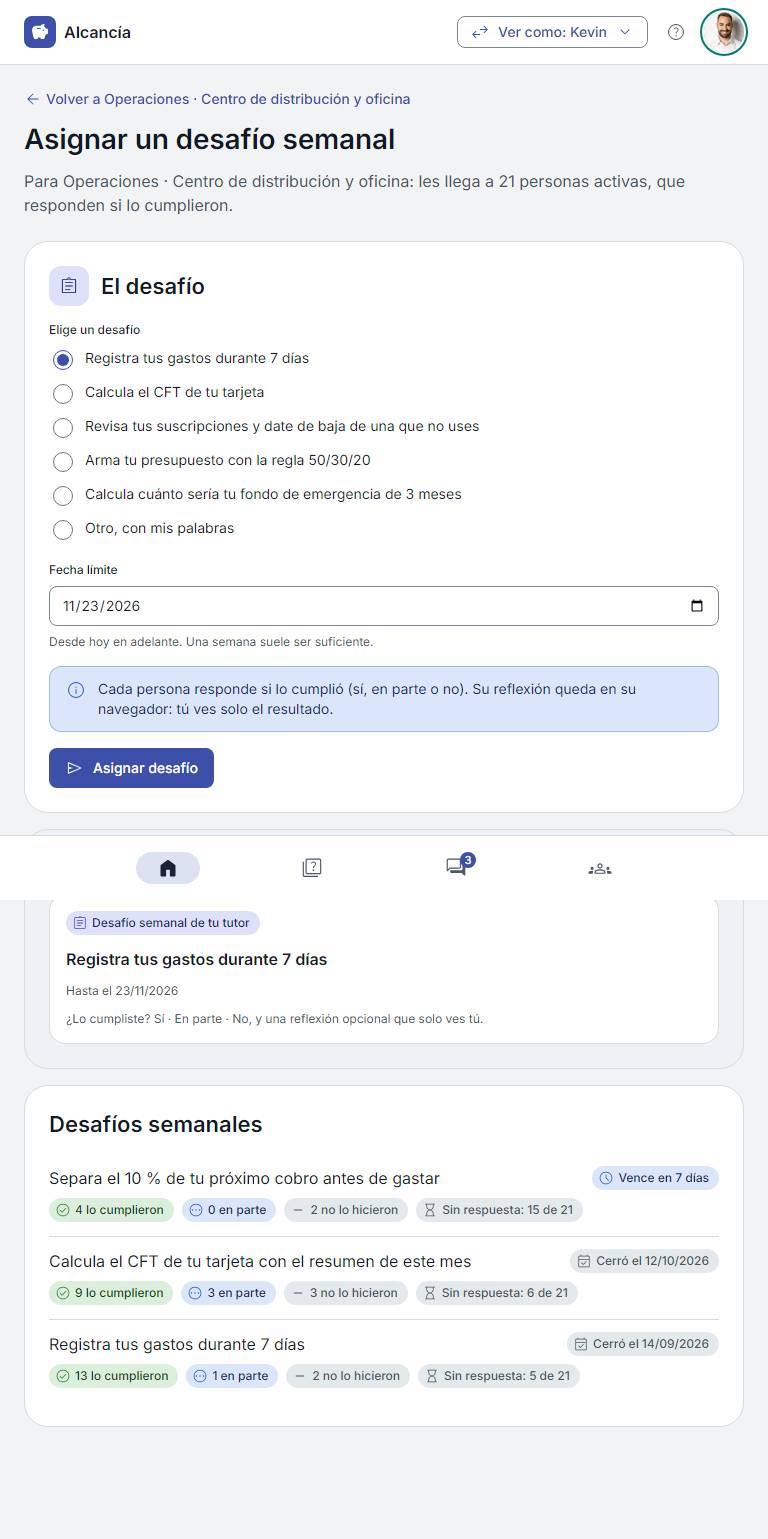 Alcancía
Ver como: Kevin
Volver a Operaciones · Centro de distribución y oficina
Asignar un desafío semanal
Para Operaciones · Centro de distribución y oficina: les llega a 21 personas activas, que
responden si lo cumplieron.
El desafío
Elige un desafío
Registra tus gastos durante 7 días
Calcula el CFT de tu tarjeta
Revisa tus suscripciones y date de baja de una que no uses
Arma tu presupuesto con la regla 50/30/20
Calcula cuánto sería tu fondo de emergencia de 3 meses
Otro, con mis palabras
Fecha límite
11/23/2026
Desde hoy en adelante. Una semana suele ser suficiente.
Cada persona responde si lo cumplió (sí, en parte o no). Su reflexión queda en su
navegador: tú ves solo el resultado.
Asignar desafío
3
Desafío semanal de tu tutor
Registra tus gastos durante 7 días
Hasta el 23/11/2026
¿Lo cumpliste? Sí · En parte · No, y una reflexión opcional que solo ves tú.
Desafíos semanales
Separa el 10 % de tu próximo cobro antes de gastar
Vence en 7 días
4 lo cumplieron
0 en parte
2 no lo hicieron
Sin respuesta: 15 de 21
Calcula el CFT de tu tarjeta con el resumen de este mes
Cerró el 12/10/2026
9 lo cumplieron
3 en parte
3 no lo hicieron
Sin respuesta: 6 de 21
Registra tus gastos durante 7 días
Cerró el 14/09/2026
13 lo cumplieron
1 en parte
2 no lo hicieron
Sin respuesta: 5 de 21